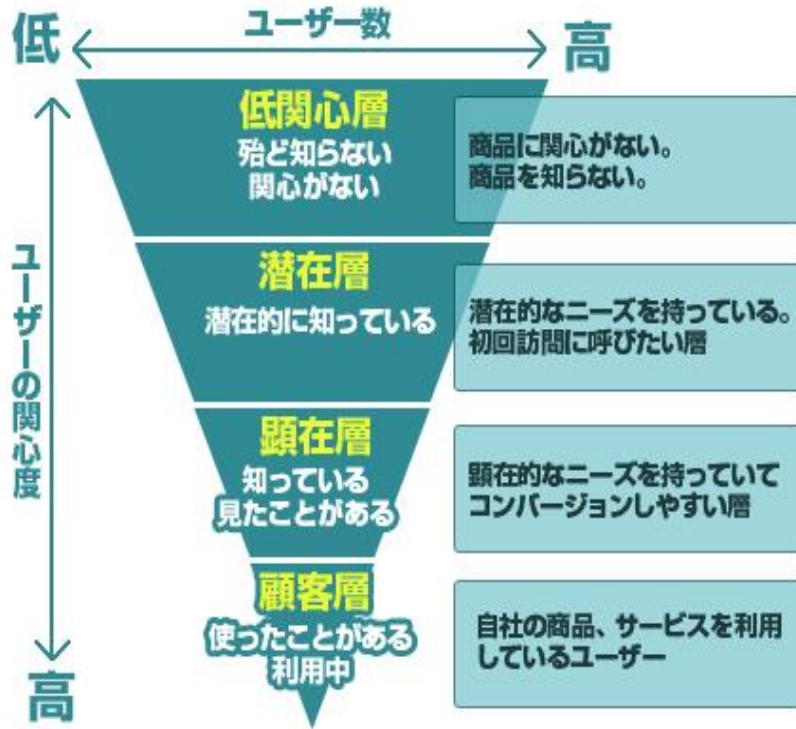 低
ユーザー数
高
ユーザーの関心度
高
低関心層
殆ど知らない
関心がない
商品に関心がない。
商品を知らない。
潜在層
潜在的に知っている
潜在的なニーズを持っている。
初回訪問に呼びたい層
顕在層
知っている
見たことがある
顕在的なニーズを持っていて
コンバージョンしやすい層
顧客層
使ったことがある
利用中
自社の商品、サービスを利用
しているユーザー